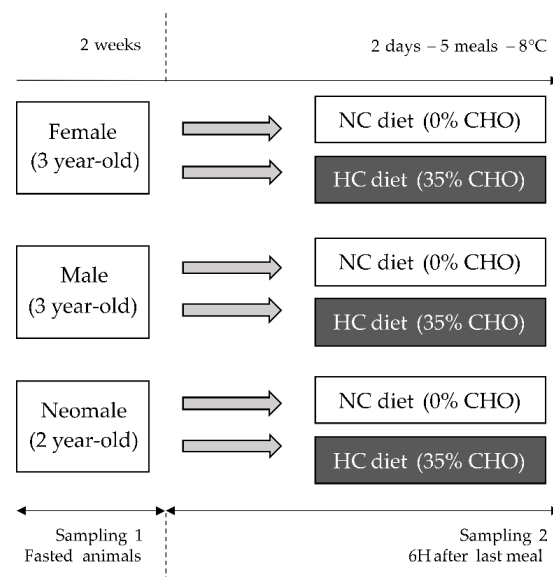 2 weeks
2 days – 5 meals – 8°C
Female
(3 year-old)
NC diet (0% CHO)
HC diet (35% CHO)
Male
(3 year-old)
NC diet (0% CHO)
HC diet (35% CHO)
Neomale
(2 year-old)
NC diet (0% CHO)
HC diet (35% CHO)
Sampling 1
Fasted animals
Sampling 2
6H after last meal